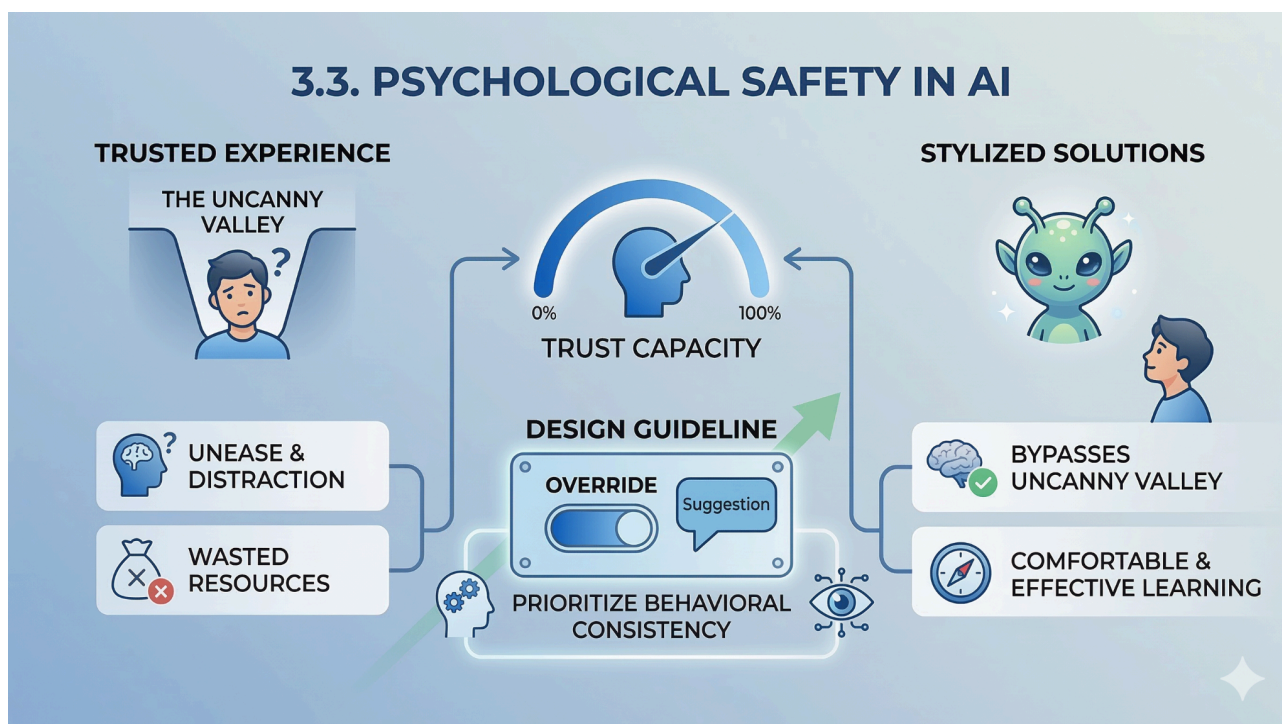 3.3. PSYCHOLOGICAL SAFETY IN AI
TRUSTED EXPERIENCE
THE UNCANNY
VALLEY
?
UNEASE &
DISTRACTION
?
WASTED
RESOURCES
0%
100%
TRUST CAPACITY
DESIGN GUIDELINE
OVERRIDE
Suggestion
PRIORITIZE BEHAVIORAL
CONSISTENCY
STYLIZED SOLUTIONS
BYPASSES
UNCANNY VALLEY
COMFORTABLE &
EFFECTIVE LEARNING